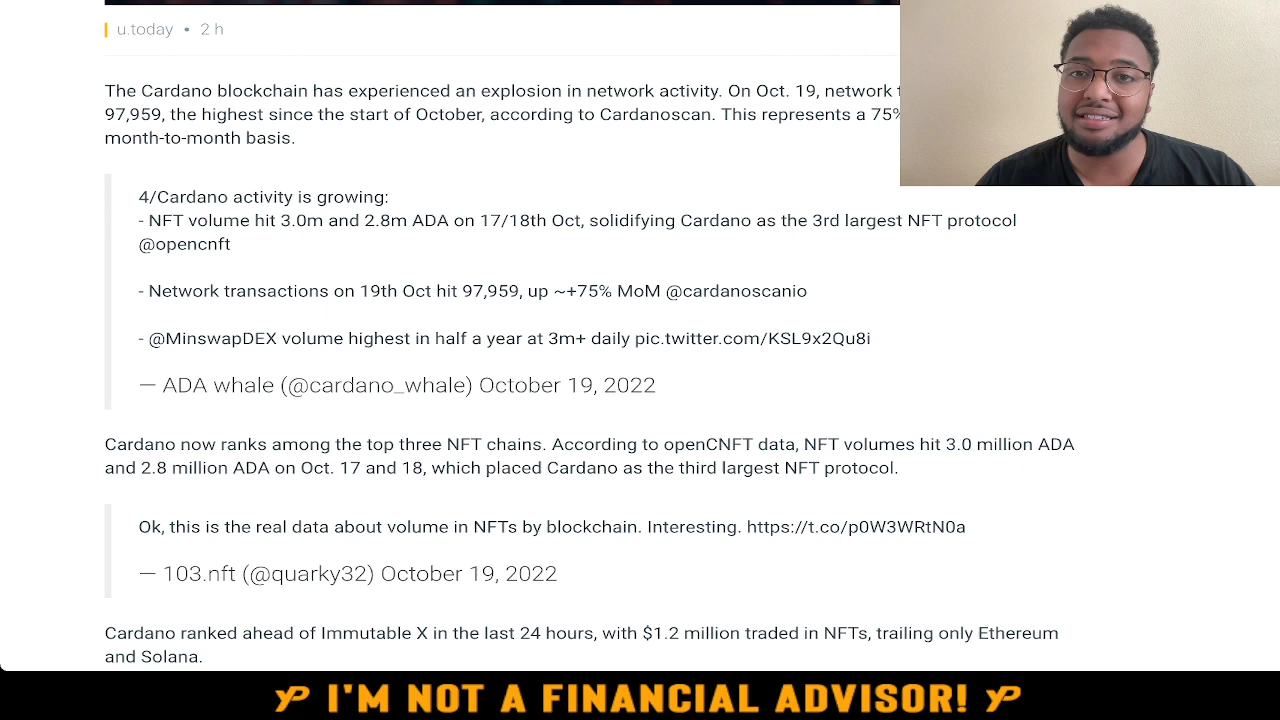 u.today • 2 h
The Cardano blockchain has experienced an explosion in network activity. On Oct. 19, network
97,959, the highest since the start of October, according to Cardanoscan. This represents a 75%
month-to-month basis.
4/Cardano activity is growing:
- NFT volume hit 3.0m and 2.8m ADA on 17/18th Oct, solidifying Cardano as the 3rd largest NFT protocol
@opencnft
- Network transactions on 19th Oct hit 97,959, up ~+75% MoM @cardanoscanio
- @MinswapDEX volume highest in half a year at 3m+ daily pic.twitter.com/KSL9x2Qu8i
— ADA whale (@cardano_whale) October 19, 2022
Cardano now ranks among the top three NFT chains. According to openCNFT data, NFT volumes hit 3.0 million ADA
and 2.8 million ADA on Oct. 17 and 18, which placed Cardano as the third largest NFT protocol.
Ok, this is the real data about volume in NFTs by blockchain. Interesting. https://t.co/p0W3WRtN0a
— 103.nft (@quarky32) October 19, 2022
Cardano ranked ahead of Immutable X in the last 24 hours, with $1.2 million traded in NFTs, trailing only Ethereum
and Solana.
I'M NOT A FINANCIAL ADVISOR!